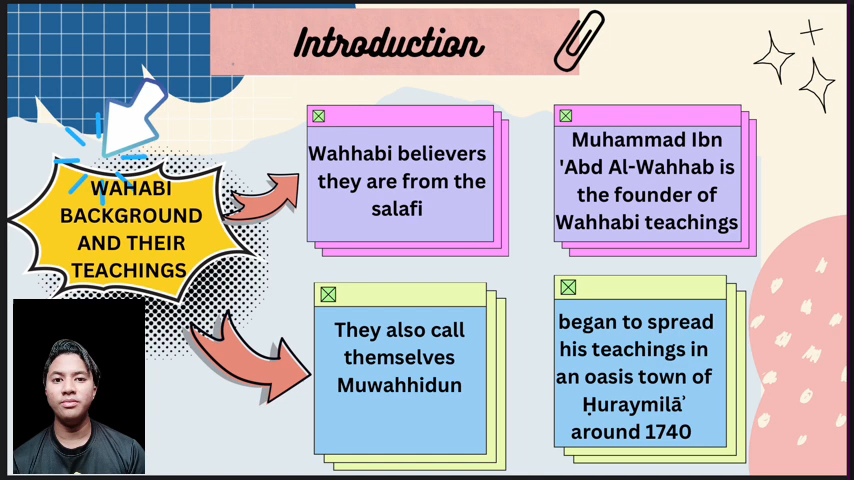 Introduction
WAHABI
BACKGROUND
AND THEIR
TEACHINGS
Wahhabi believers
they are from the
salafi
Muhammad Ibn
'Abd Al-Wahhab is
the founder of
Wahhabi teachings
They also call
themselves
Muwahhidun
began to spread
his teachings in
an oasis town of
Ḥuraymilāʾ
around 1740